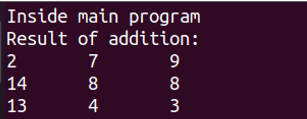 Inside main program
Result of addition:
2 7 9
14 8 8
13 4 3